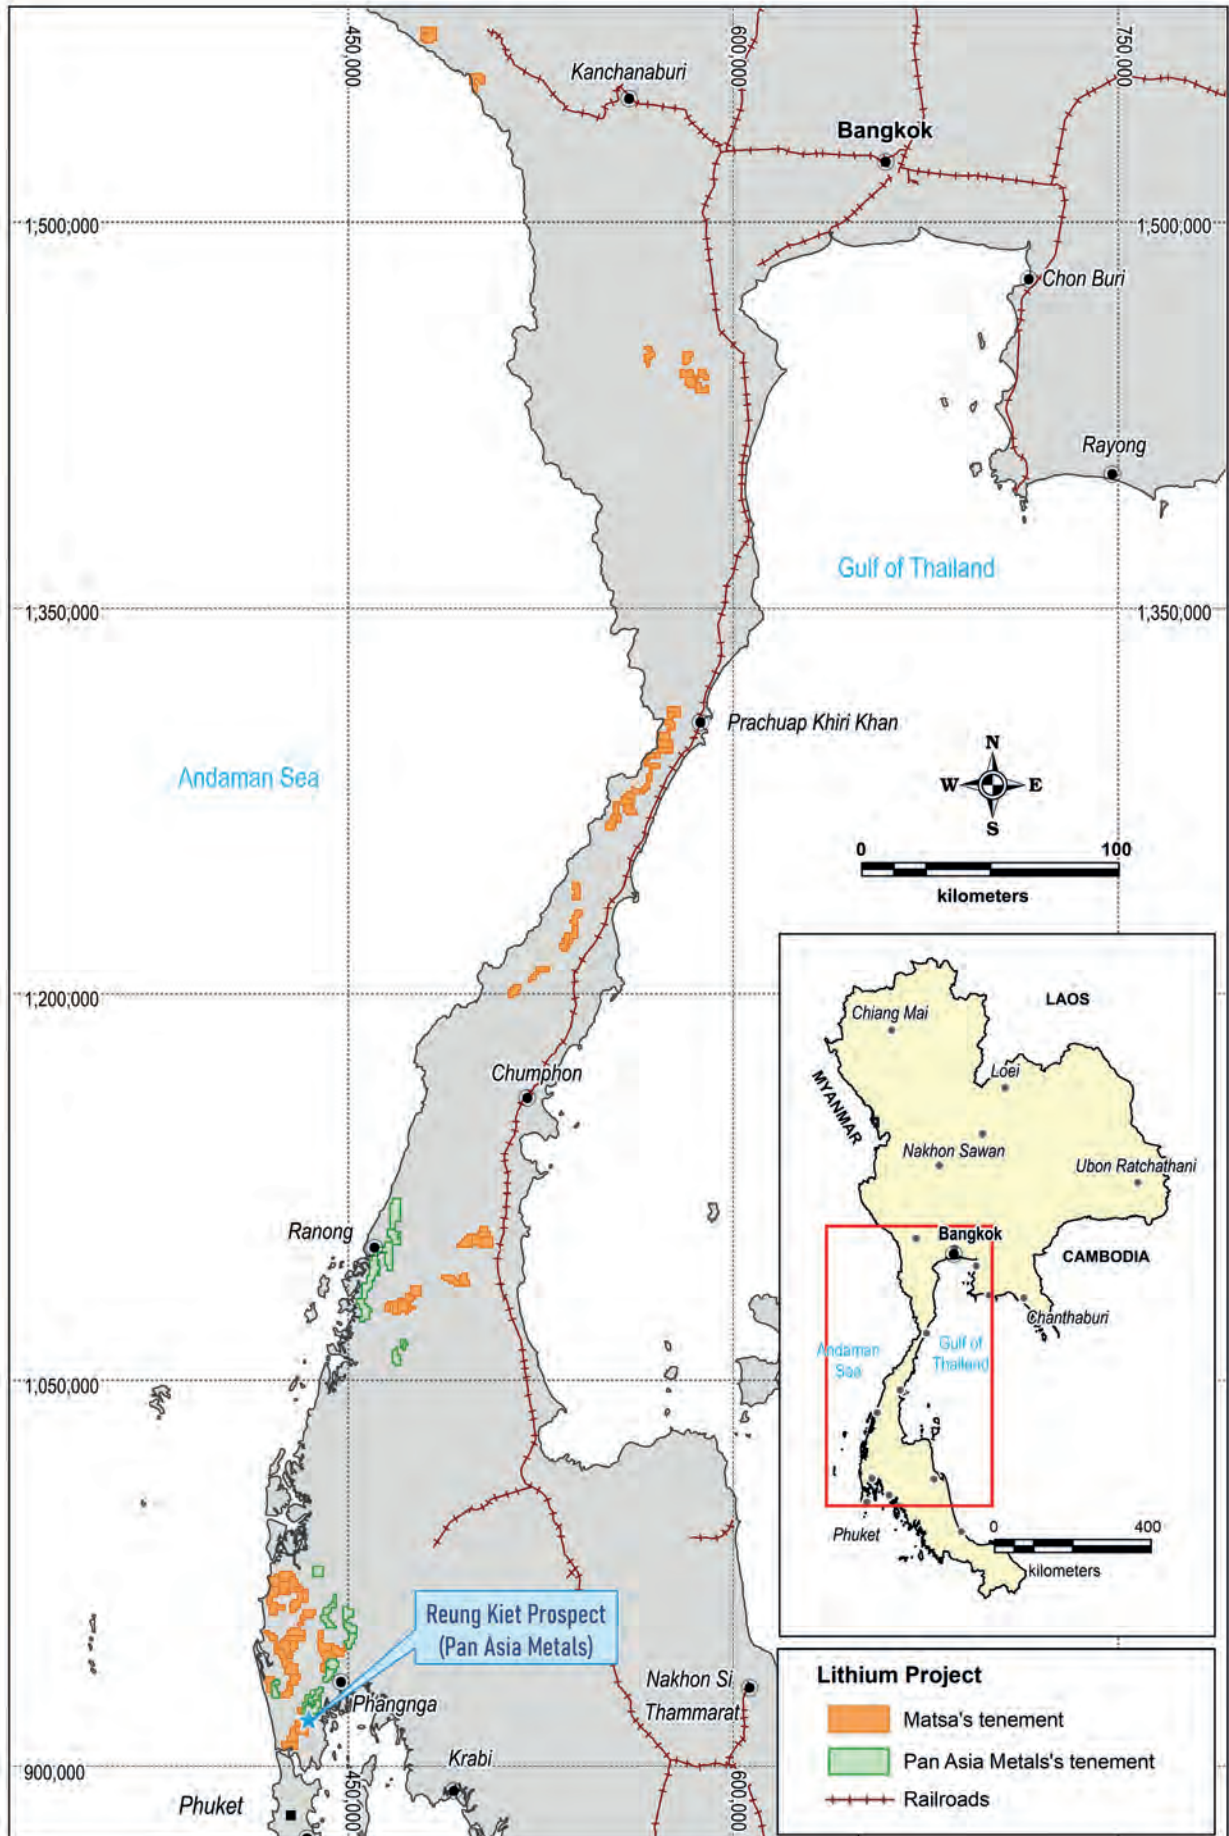 450,000
600,000
750,000
Kanchanaburi
Bangkok
1,500,000
1,500,000
Chon Buri
Rayong
Gulf of Thailand
1,350,000
1,350,000
Prachuap Khiri Khan
Andaman Sea
N
W
E
S
0
100
kilometers
1,200,000
Chumphon
Ranong
1,050,000
Reung Kiet Prospect
(Pan Asia Metals)
Phangnga
Nakhon Si
Thammarat
Krabi
900,000
Phuket
450,000
600,000
LAOS
Chiang Mai
Loei
MYANMAR
Nakhon Sawan
Ubon Ratchathani
Bangkok
CAMBODIA
Chanthaburi
Andaman
Sea
Gulf of
Thailand
Phuket
0
400
kilometers
Lithium Project
Matsa's tenement
Pan Asia Metals's tenement
Railroads